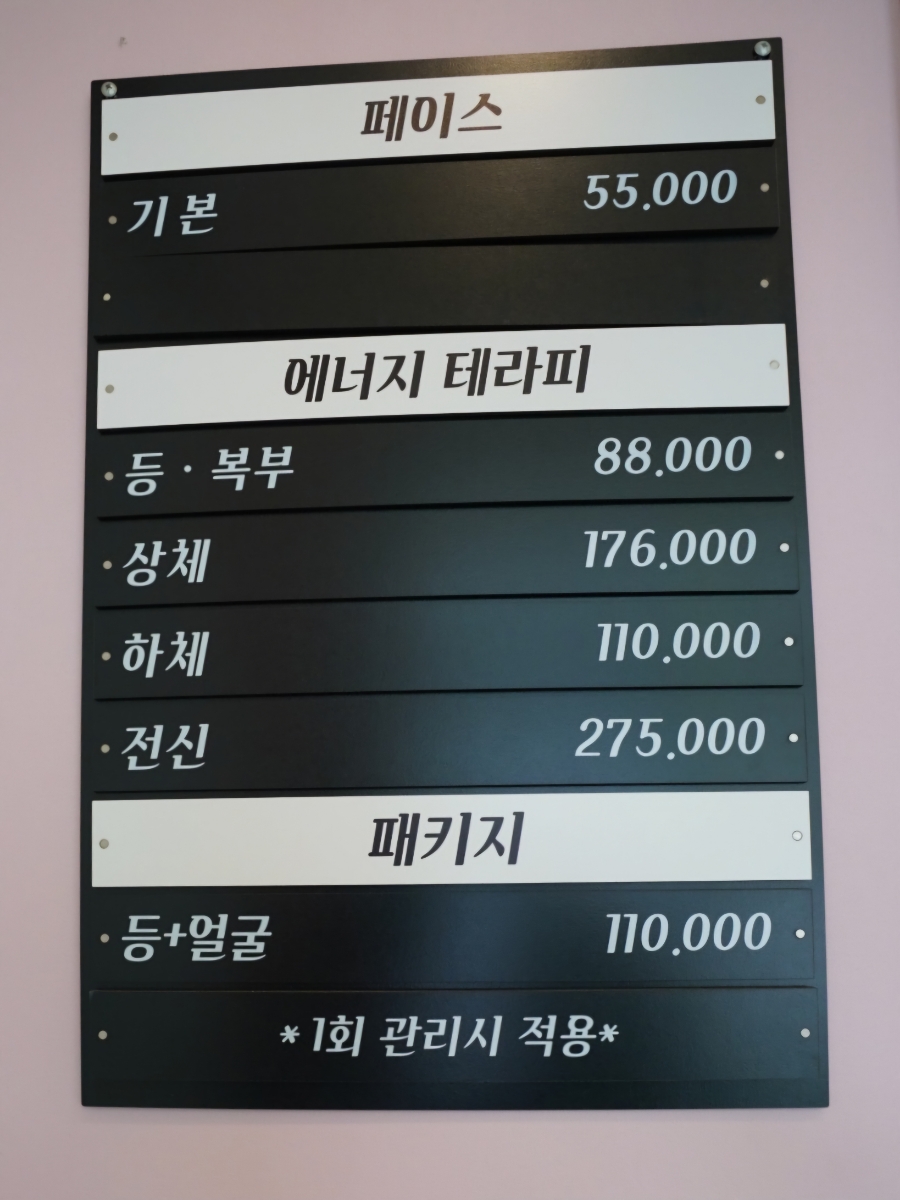 페이스
기본 55.000
에너지 테라피
등·복부 88.000
상체 176.000
하체 110.000
전신 275.000
패키지
등+얼굴 110.000
*1회 관리시 적용*